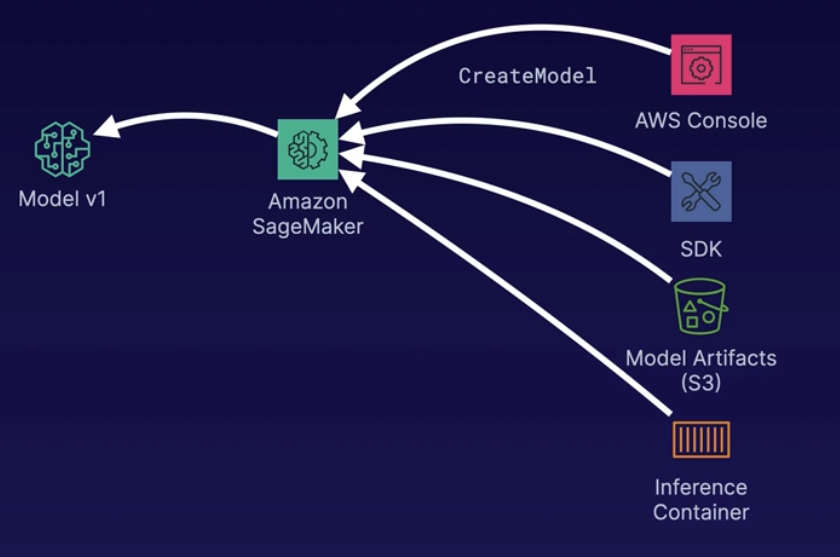 CreateModel
AWS Console
Model v1
Amazon
SageMaker
SDK
Model Artifacts
(S3)
Inference
Container